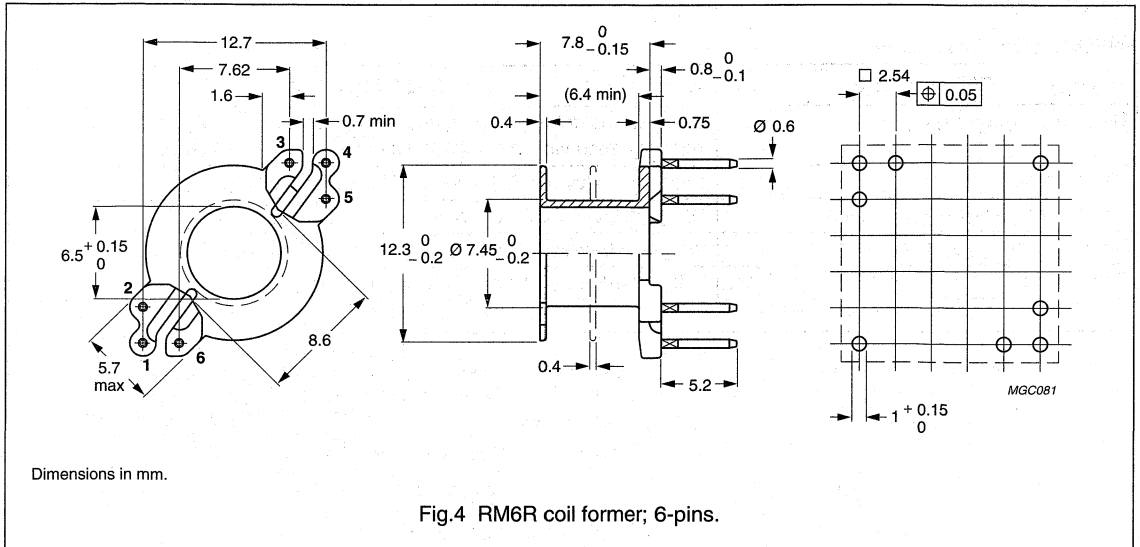 12.7
7.62
1.6
0.7 min
3
4
5
6.5 + 0.15 0
2
1
6
5.7 max
8.6
7.8 0 − 0.15
0.8 0 − 0.1
(6.4 min)
0.4
0.75
Ø 0.6
12.3 0 − 0.2
Ø 7.45 0 − 0.2
0.4
5.2
□ 2.54
⌖ 0.05
MGC081
1 + 0.15 0
Dimensions in mm.
Fig.4 RM6R coil former; 6-pins.